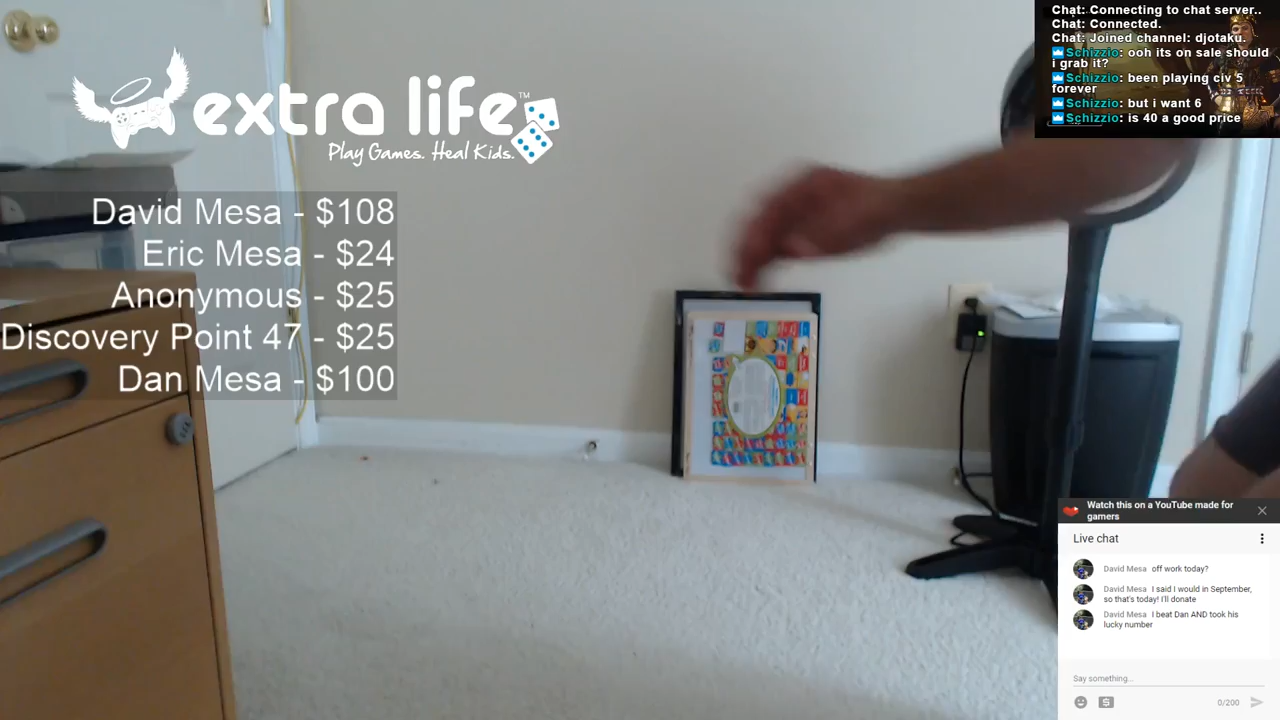 extra life™
Play Games. Heal Kids.
David Mesa - $108
Eric Mesa - $24
Anonymous - $25
Discovery Point 47 - $25
Dan Mesa - $100
Chat: Connecting to chat server..
Chat: Connected.
Chat: Joined channel: djotaku.
Schizzio: ooh its on sale should
i grab it?
Schizzio: been playing civ 5
forever
Schizzio: but i want 6
Schizzio: is 40 a good price
Watch this on a YouTube made for
gamers
Live chat
David Mesa off work today?
David Mesa I said I would in September,
so that's today! I'll donate
David Mesa I beat Dan AND took his
lucky number
Say something...
0/200